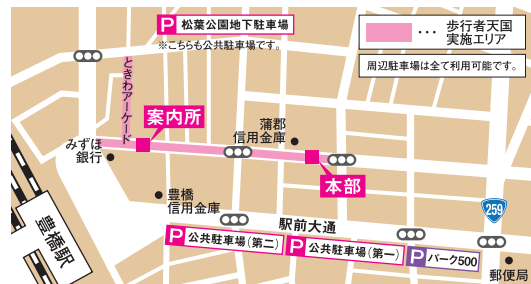 P 松葉公園地下駐車場
※こちらも公共駐車場です。
･･･ 歩行者天国
実施エリア
周辺駐車場は全て利用可能です。
ときわアーケード
案内所
みずほ
銀行
蒲郡
信用金庫
本部
豊橋
信用金庫
豊橋駅
駅前大通
259
P 公共駐車場(第二)
P 公共駐車場(第一)
P パーク500
郵便局